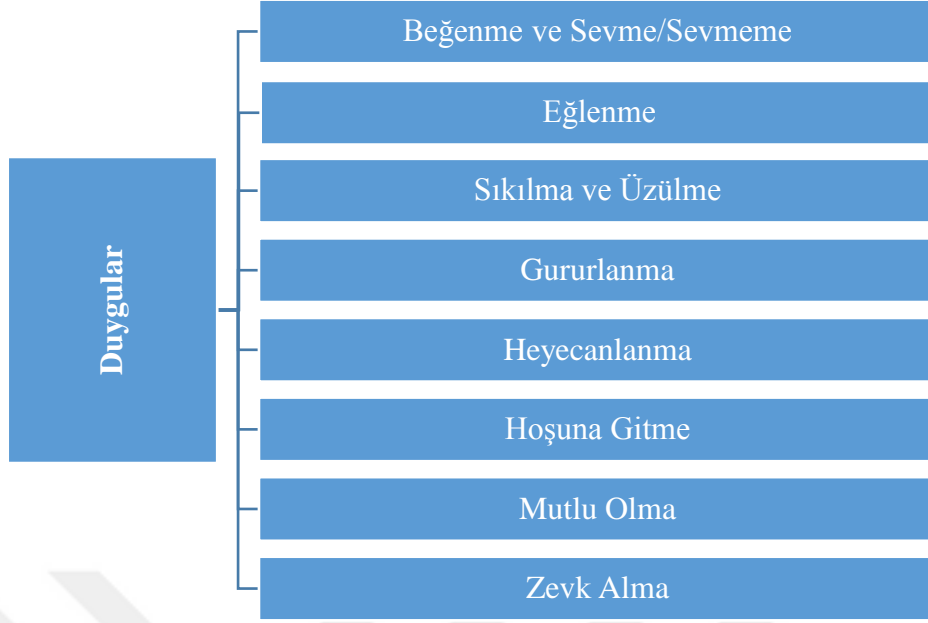 Duygular
Beğenme ve Sevme/Sevmeme
Eğlenme
Sıkılma ve Üzülme
Gururlanma
Heyecanlanma
Hoşuna Gitme
Mutlu Olma
Zevk Alma